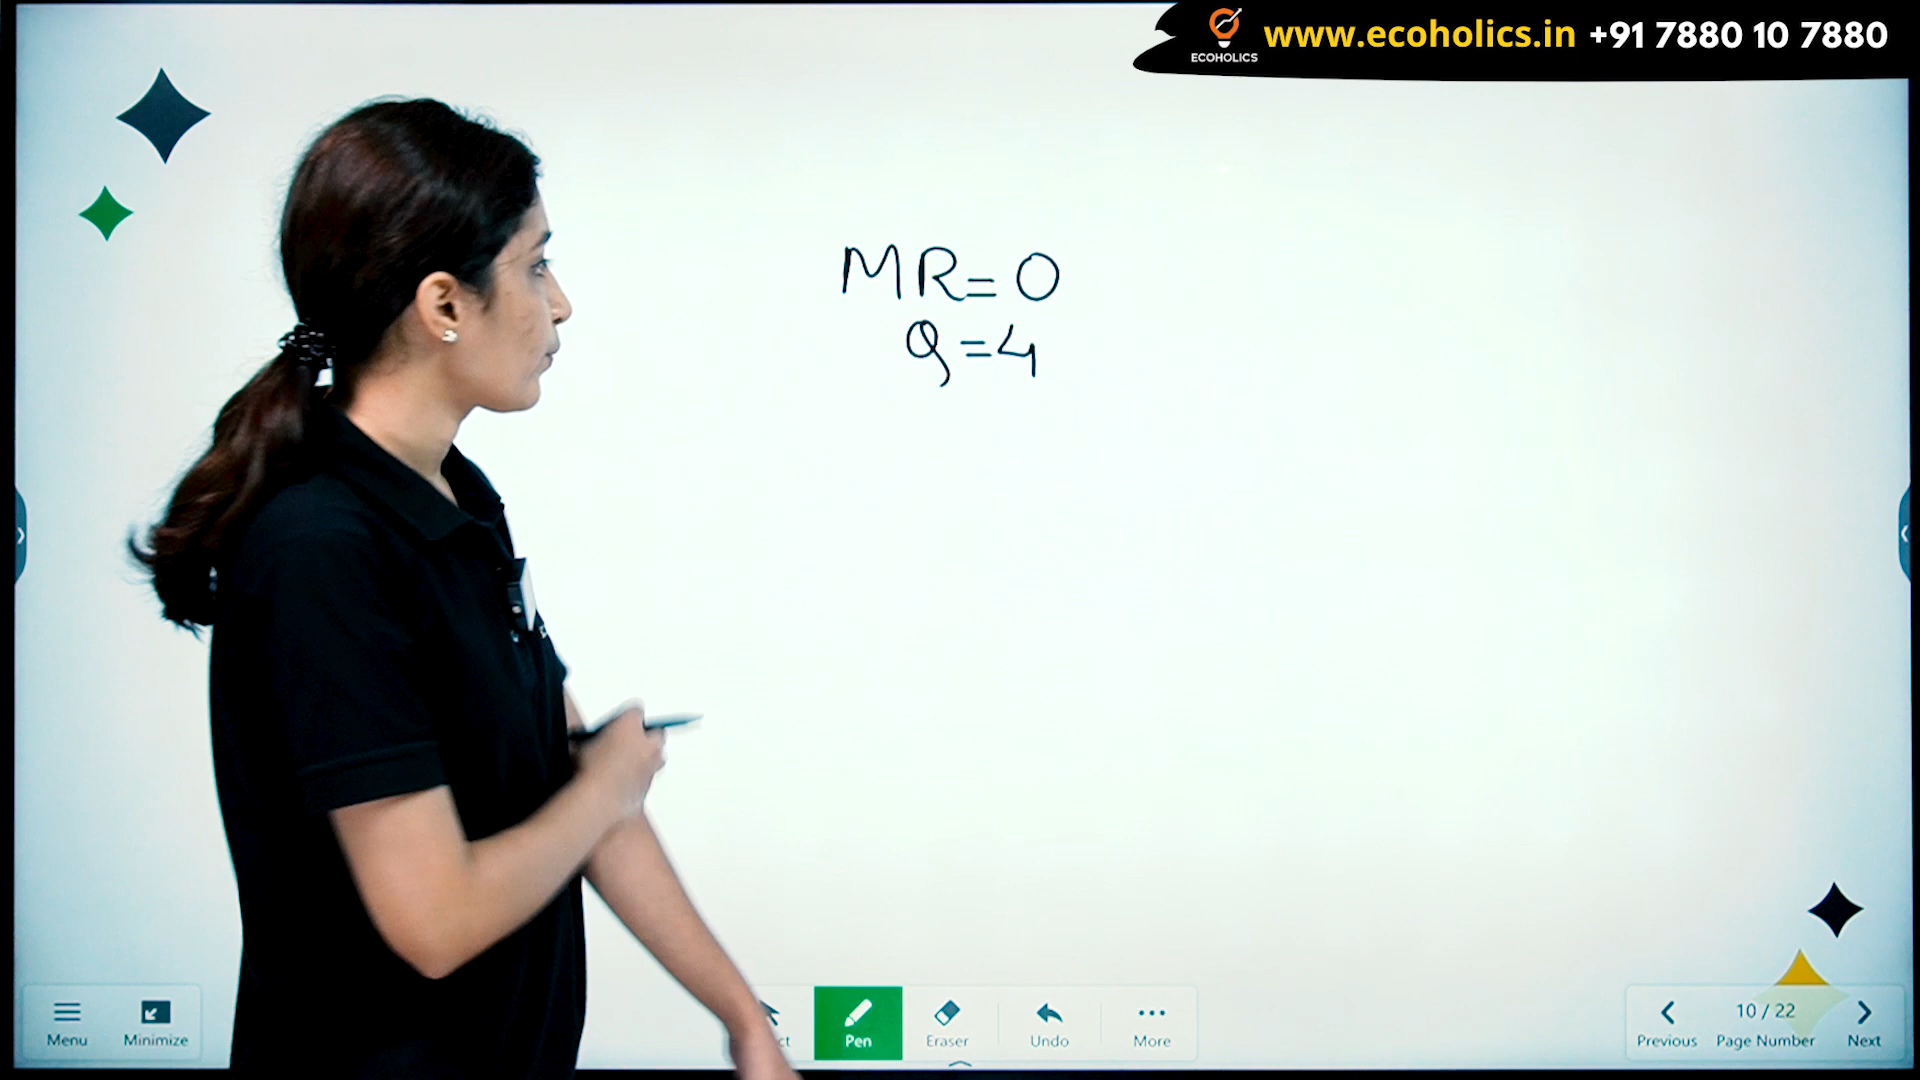 ECOHOLICS
www.ecoholics.in +91 7880 10 7880
MR=0
Q=4
Menu
Minimize
Pen
Eraser
Undo
More
Previous
10 / 22
Page Number
Next